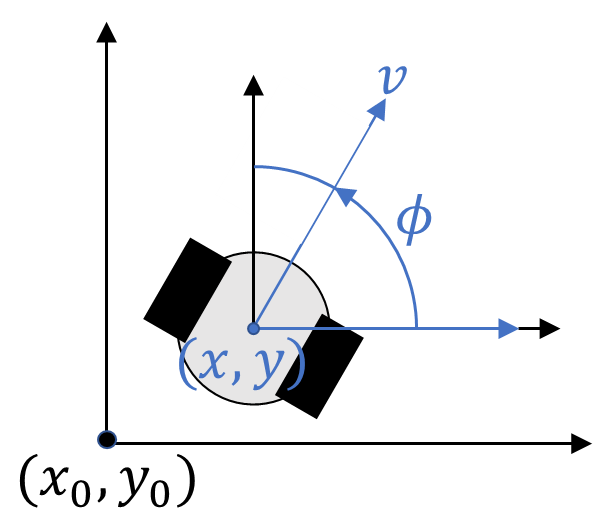 v
ϕ
(x, y)
(x₀, y₀)